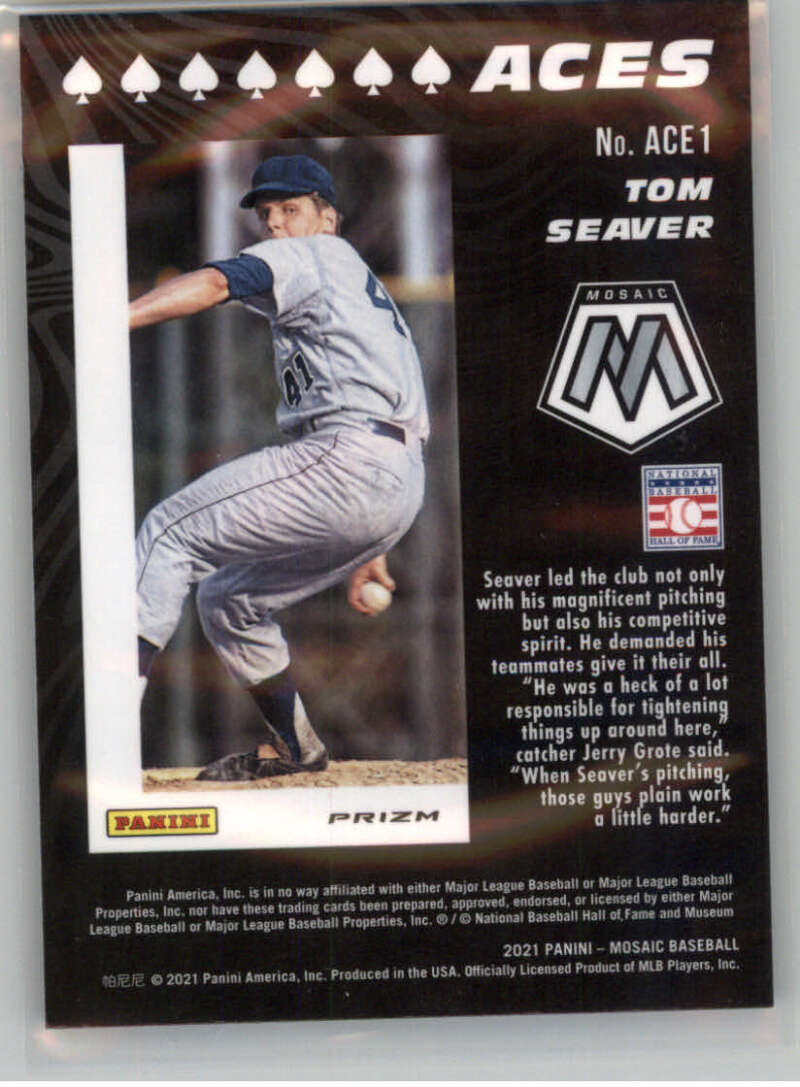 ACES
No. ACE1
TOM
SEAVER
MOSAIC
M
NATIONAL
BASEBALL
HALL OF FAME
41
4
Seaver led the club not only
with his magnificent pitching
but also his competitive
spirit. He demanded his
teammates give it their all.
“He was a heck of a lot
responsible for tightening
things up around here,”
catcher Jerry Grote said.
“When Seaver’s pitching,
those guys plain work
a little harder.”
PANINI
PRIZM
Panini America, Inc. is in no way affiliated with either Major League Baseball or Major League Baseball
Properties, Inc. nor have these trading cards been prepared, approved, endorsed, or licensed by either Major
League Baseball or Major League Baseball Properties, Inc. ® / © National Baseball Hall of Fame and Museum
2021 PANINI – MOSAIC BASEBALL
帕尼尼 © 2021 Panini America, Inc. Produced in the USA. Officially Licensed Product of MLB Players, Inc.